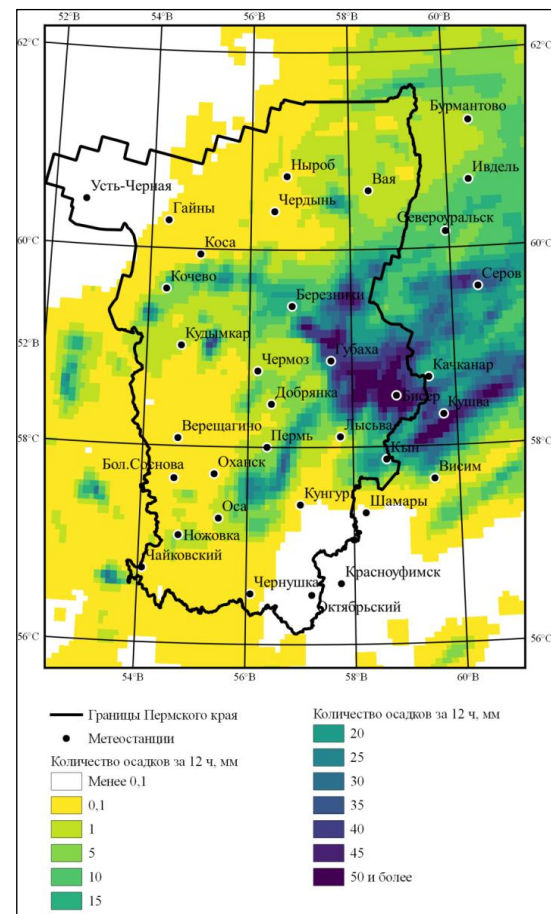 52°В 54°В 56°В 58°В 60°В
62°С 62°С
Бурмантово
Ныроб
Вая
Ивдель
Усть-Черная
Чердынь
Гайны
Североуральск
60°С 60°С
Коса
Серов
Кочево
Березники
52°В
Кудымкар
Губаха
Качканар
Чермоз
Бисер
Добрянка
Кушва
Верещагино
Лысьва
58°С 58°С
Пермь
Кын
Бол.Соснова
Оханск
Висим
Кунгур
Шамары
Оса
Ножовка
Чайковский
Красноуфимск
Чернушка
Октябрьский
56°С 56°С
54°В 56°В 58°В 60°В
Границы Пермского края
Метеостанции
Количество осадков за 12 ч, мм
Менее 0,1
0,1
1
5
10
15
Количество осадков за 12 ч, мм
20
25
30
35
40
45
50 и более